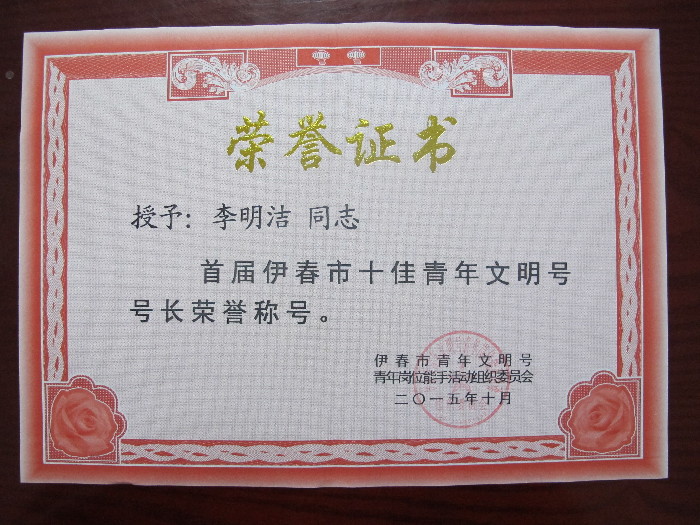 荣誉证书
授予：李明洁 同志
首届伊春市十佳青年文明号
号长荣誉称号。
伊春市青年文明号
青年岗位能手活动组织委员会
二〇一五年十月